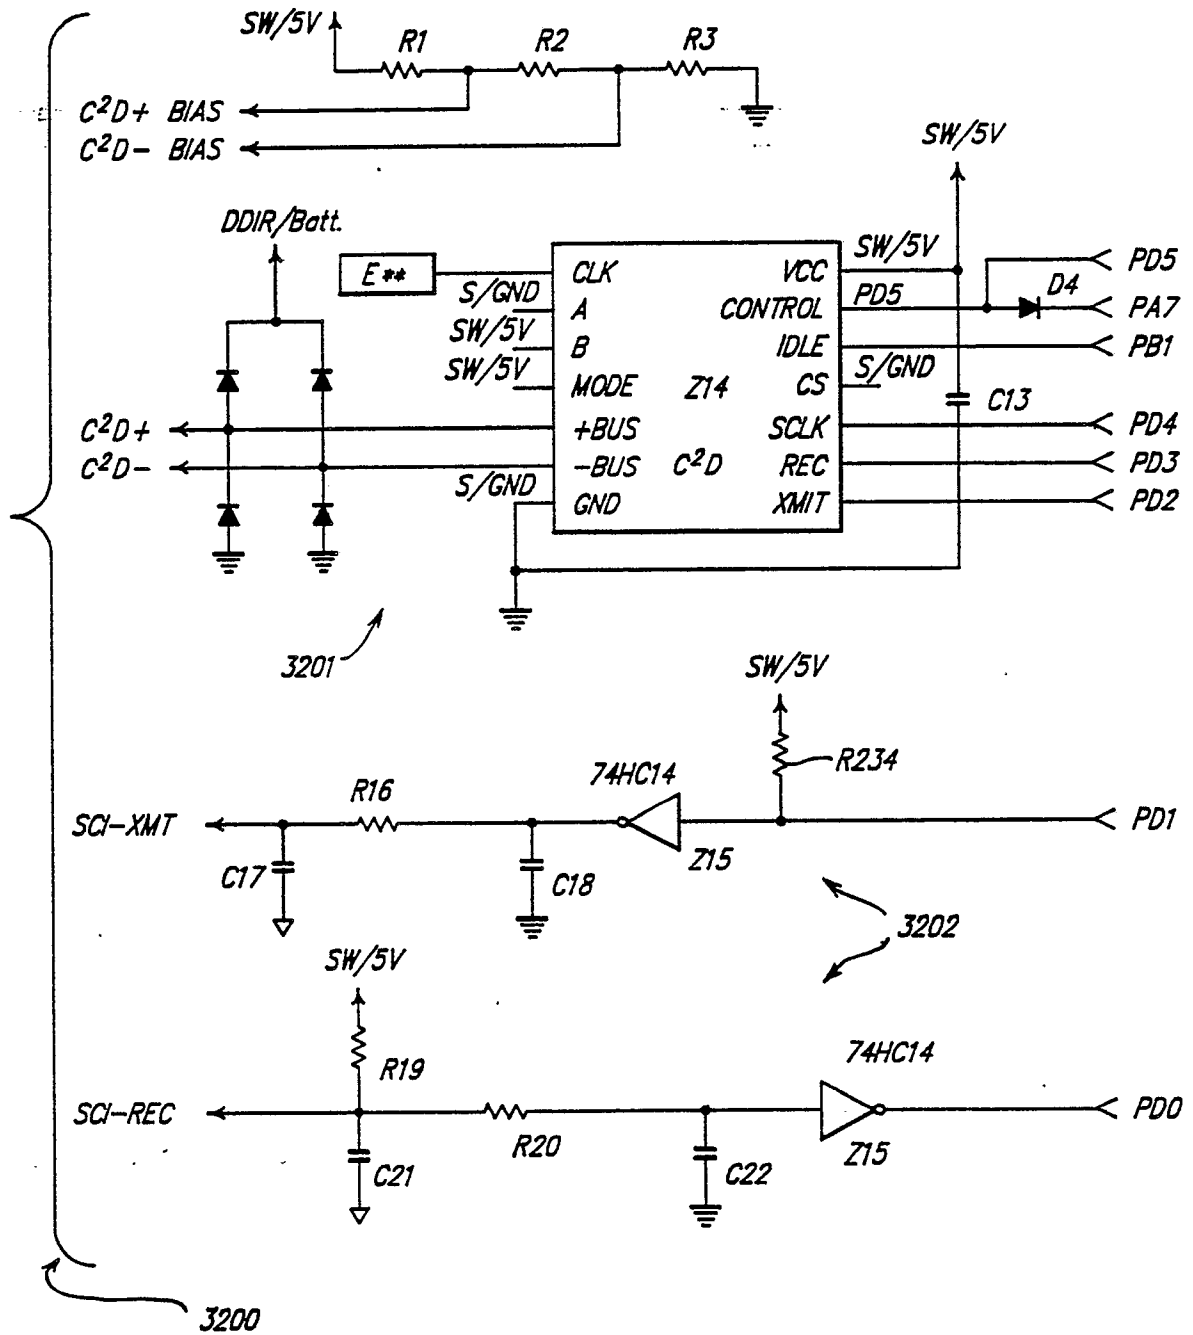 SW/5V
R1
R2
R3
C²D+ BIAS
C²D- BIAS
SW/5V
DDIR/Batt.
E**
CLK
S/GND
A
SW/5V
B
SW/5V
MODE
C²D+
+BUS
C²D-
-BUS
S/GND
GND
Z14
C²D
VCC
SW/5V
CONTROL
PD5
IDLE
CS
S/GND
SCLK
REC
XMIT
C13
D4
PD5
PA7
PB1
PD4
PD3
PD2
3201
SW/5V
R234
74HC14
R16
SCI-XMT
PD1
Z15
C17
C18
3202
SW/5V
R19
74HC14
SCI-REC
PD0
R20
Z15
C21
C22
3200